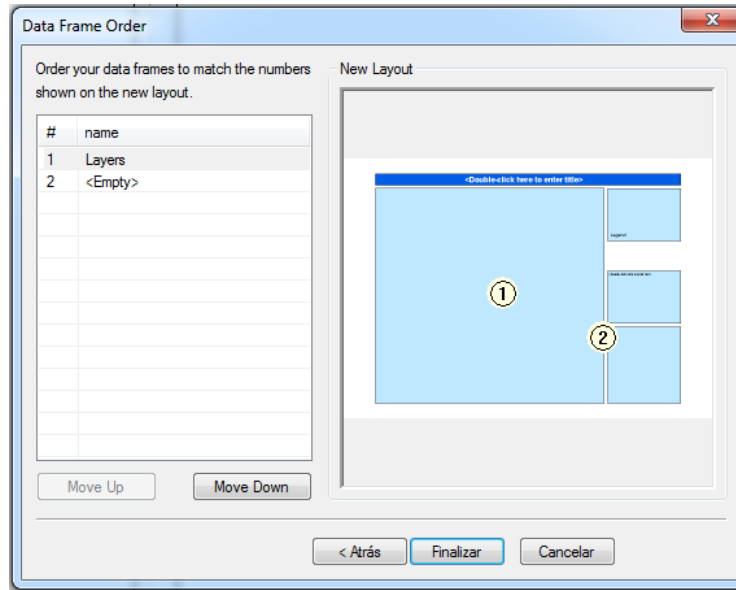 Data Frame Order
Order your data frames to match the numbers
shown on the new layout.
# name
1 Layers
2 <Empty>
Move Up
Move Down
New Layout
<Double-click here to enter title>
Legend
1
2
< Atrás
Finalizar
Cancelar